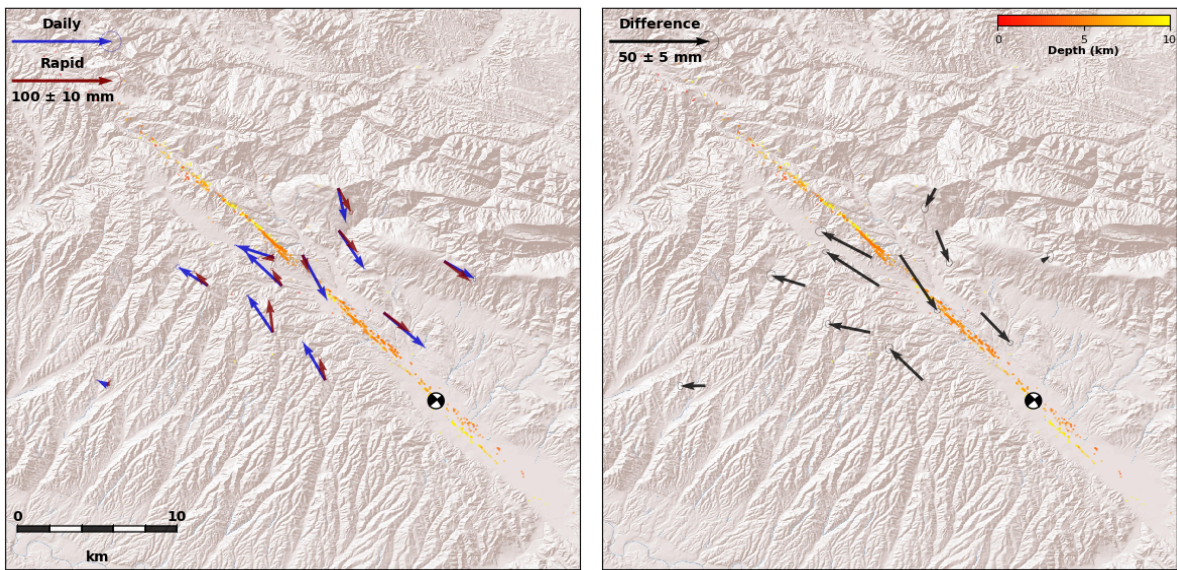 Daily
Rapid
100 ± 10 mm
0 10
km
Difference
50 ± 5 mm
0 5 10
Depth (km)